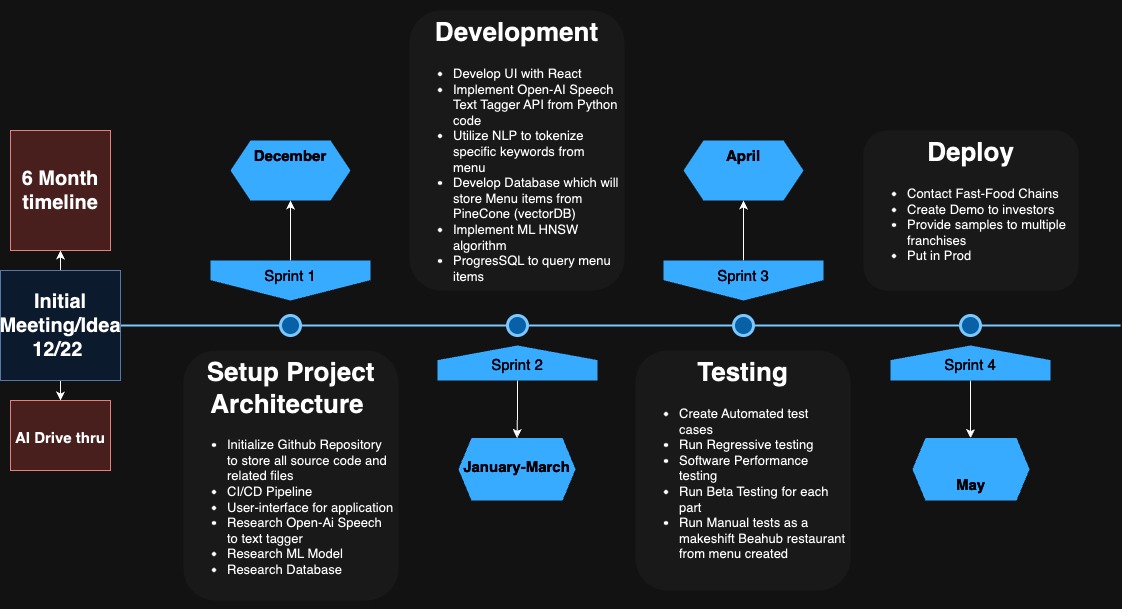 6 Month
timeline
Initial
Meeting/Idea
12/22
AI Drive thru
December
Sprint 1
Setup Project
Architecture
• Initialize Github Repository
to store all source code and
related files
• CI/CD Pipeline
• User-interface for application
• Research Open-Ai Speech
to text tagger
• Research ML Model
• Research Database
Development
• Develop UI with React
• Implement Open-AI Speech
Text Tagger API from Python
code
• Utilize NLP to tokenize
specific keywords from
menu
• Develop Database which will
store Menu items from
PineCone (vectorDB)
• Implement ML HNSW
algorithm
• ProgresSQL to query menu
items
Sprint 2
January-March
April
Sprint 3
Testing
• Create Automated test
cases
• Run Regressive testing
• Software Performance
testing
• Run Beta Testing for each
part
• Run Manual tests as a
makeshift Beahub restaurant
from menu created
Deploy
• Contact Fast-Food Chains
• Create Demo to investors
• Provide samples to multiple
franchises
• Put in Prod
Sprint 4
May